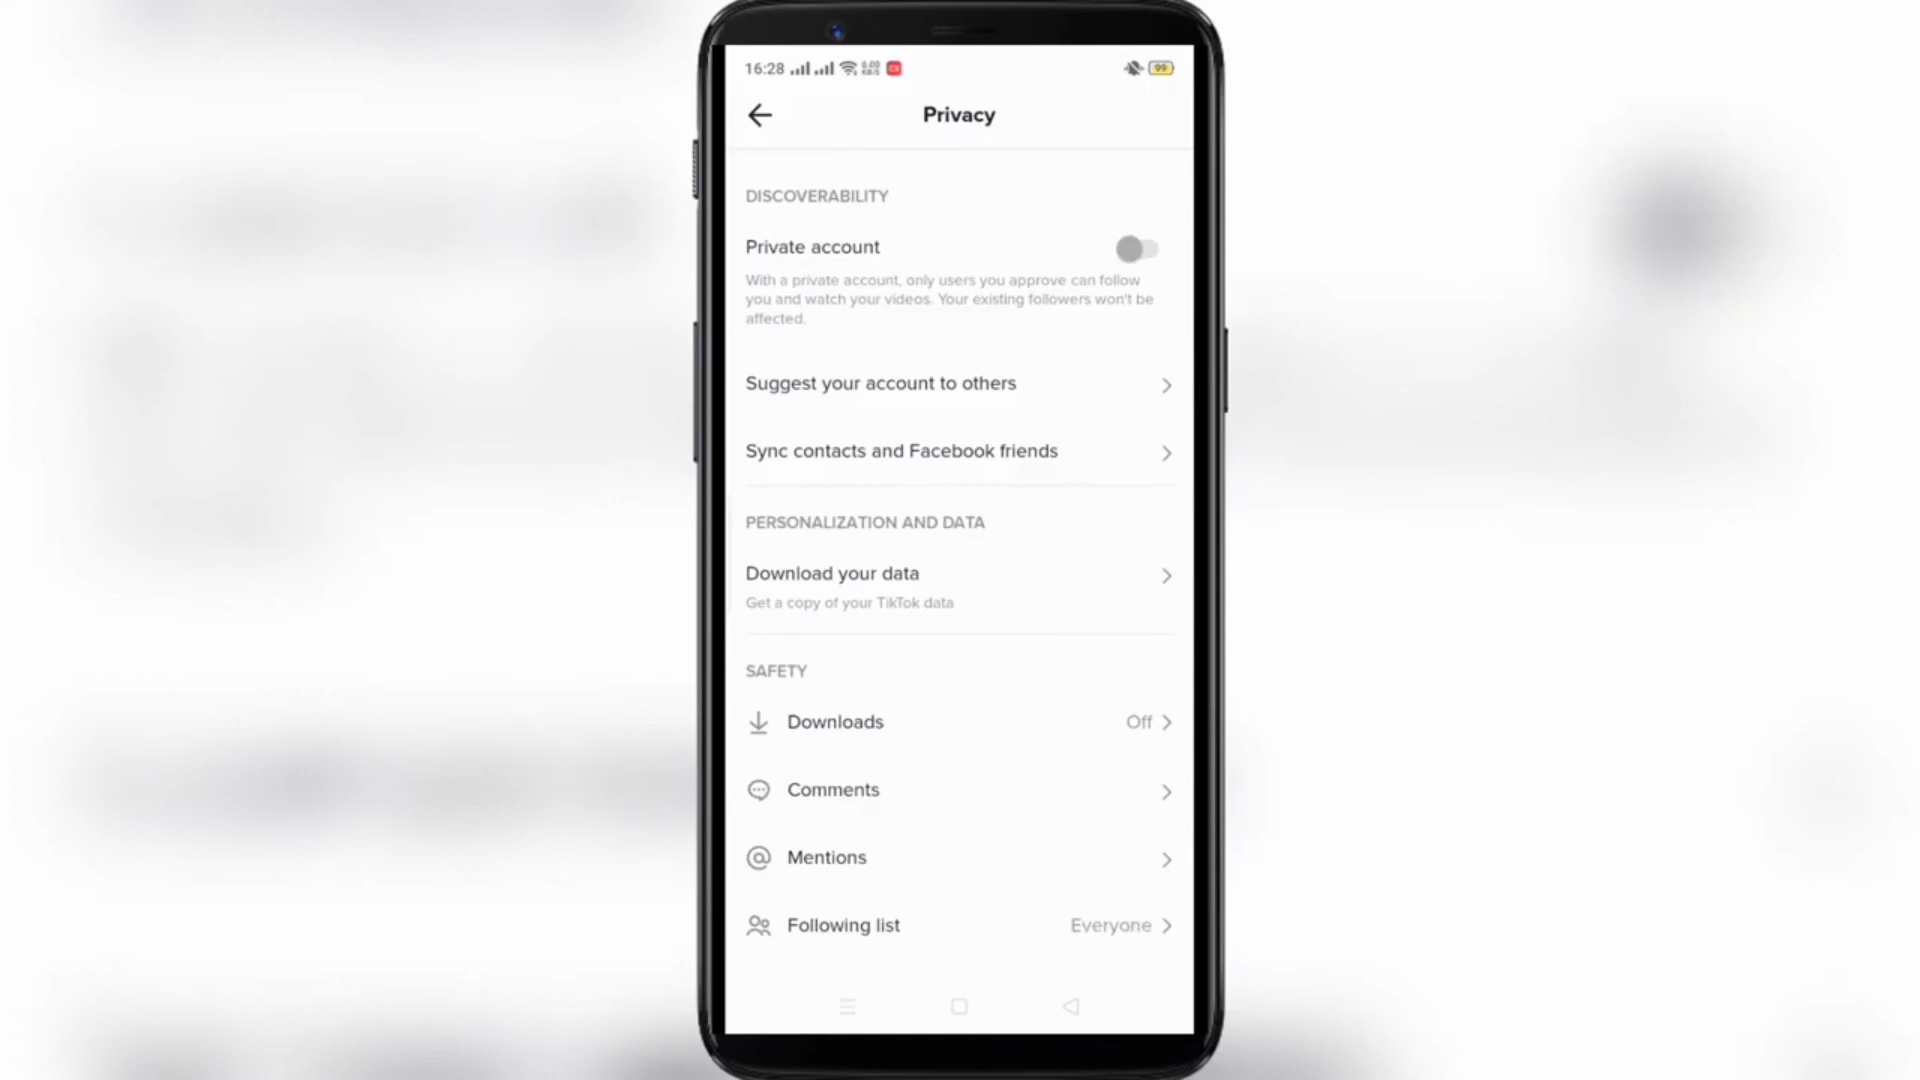 16:28 99
Privacy
DISCOVERABILITY
Private account
With a private account, only users you approve can follow
you and watch your videos. Your existing followers won't be
affected.
Suggest your account to others
Sync contacts and Facebook friends
PERSONALIZATION AND DATA
Download your data
Get a copy of your TikTok data
SAFETY
Downloads Off
Comments
Mentions
Following list Everyone